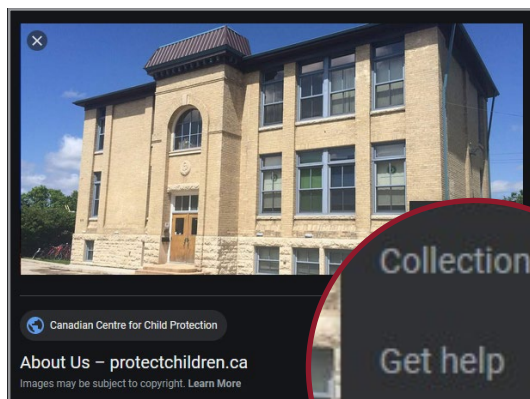 Canadian Centre for Child Protection
About Us – protectchildren.ca
Images may be subject to copyright. Learn More
Collection
Get help